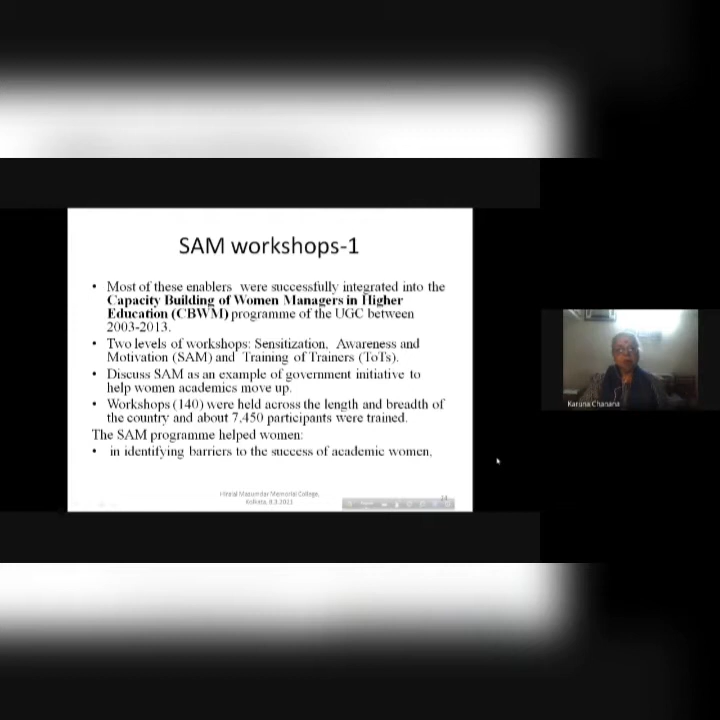 SAM workshops-1
• Most of these enablers were successfully integrated into the
Capacity Building of Women Managers in Higher
Education (CBWM) programme of the UGC between
2003-2013.
• Two levels of workshops: Sensitization, Awareness and
Motivation (SAM) and Training of Trainers (ToTs).
• Discuss SAM as an example of government initiative to
help women academics move up.
• Workshops (140) were held across the length and breadth of
the country and about 7,450 participants were trained.
The SAM programme helped women:
• in identifying barriers to the success of academic women,
Hiralal Mazumdar Memorial College,
Kolkata, 8.3.2021
24
Karuna Chanana